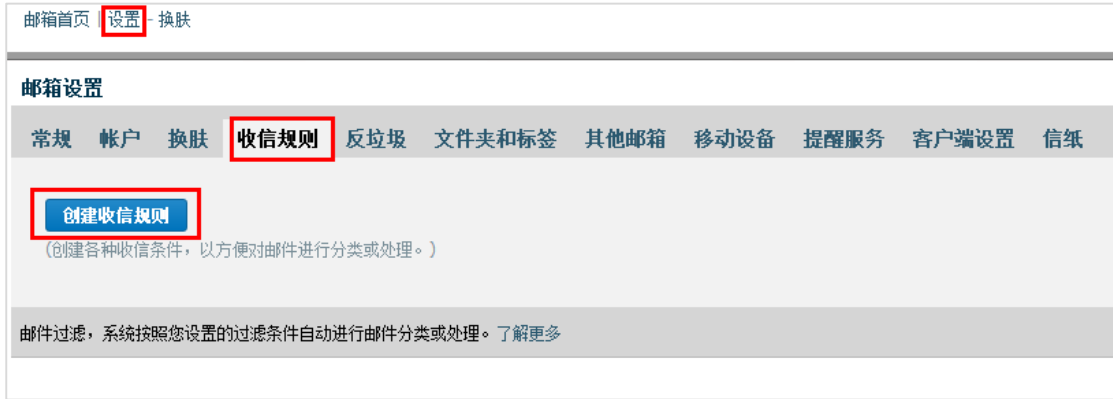 邮箱首页 | 设置 - 换肤
邮箱设置
常规 帐户 换肤 收信规则 反垃圾 文件夹和标签 其他邮箱 移动设备 提醒服务 客户端设置 信纸
创建收信规则
(创建各种收信条件，以方便对邮件进行分类或处理。)
邮件过滤，系统按照您设置的过滤条件自动进行邮件分类或处理。了解更多